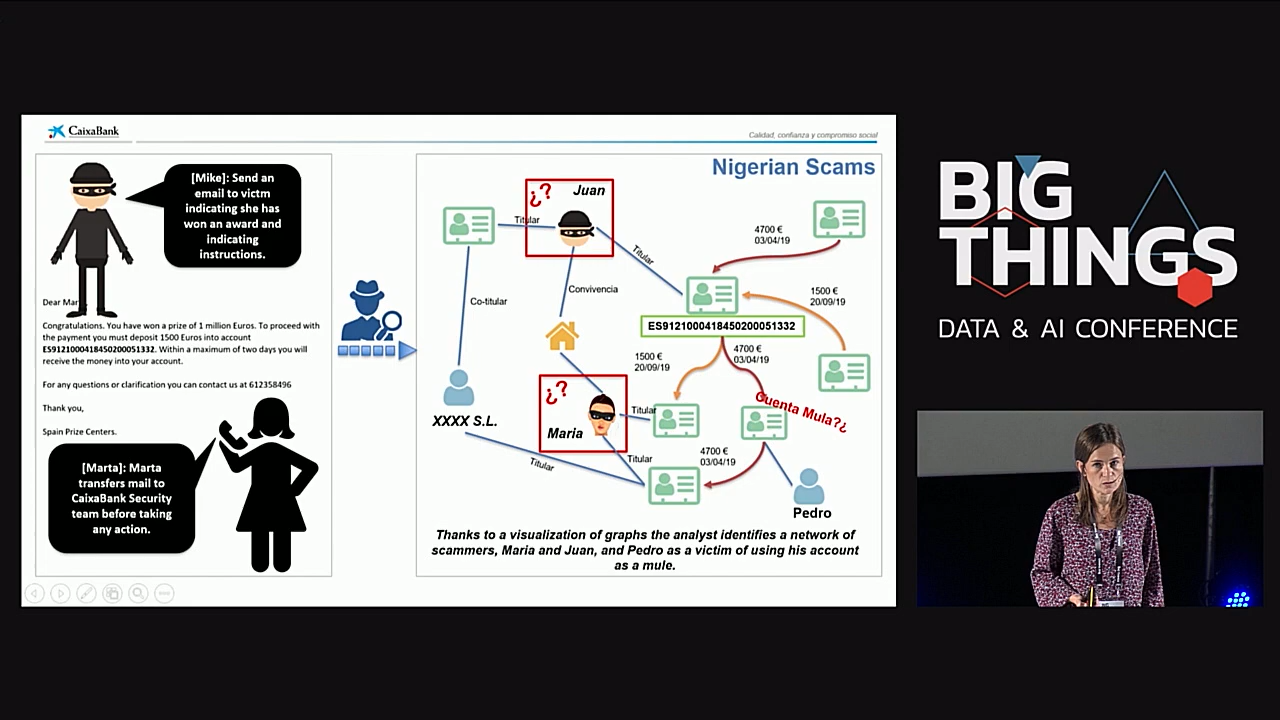 CaixaBank
Calidad, confianza y compromiso social
[Mike]: Send an
email to victm
indicating she has
won an award and
indicating
instructions.
Dear Mar
Congratulations. You have won a prize of 1 million Euros. To proceed with
the payment you must deposit 1500 Euros into account
ES9121000418450200051332. Within a maximum of two days you will
receive the money into your account.
For any questions or clarification you can contact us at 612358496
Thank you,
Spain Prize Centers.
[Marta]: Marta
transfers mail to
CaixaBank Security
team before taking
any action.
Nigerian Scams
¿?
Juan
Titular
Titular
4700 €
03/04/19
Co-titular
Convivencia
1500 €
20/09/19
ES9121000418450200051332
1500 €
20/09/19
4700 €
03/04/19
¿?
Maria
Titular
Cuenta Mula?¿
XXXX S.L.
Titular
Titular
4700 €
03/04/19
Pedro
Thanks to a visualization of graphs the analyst identifies a network of
scammers, Maria and Juan, and Pedro as a victim of using his account
as a mule.
BIG
THINGS
DATA & AI CONFERENCE